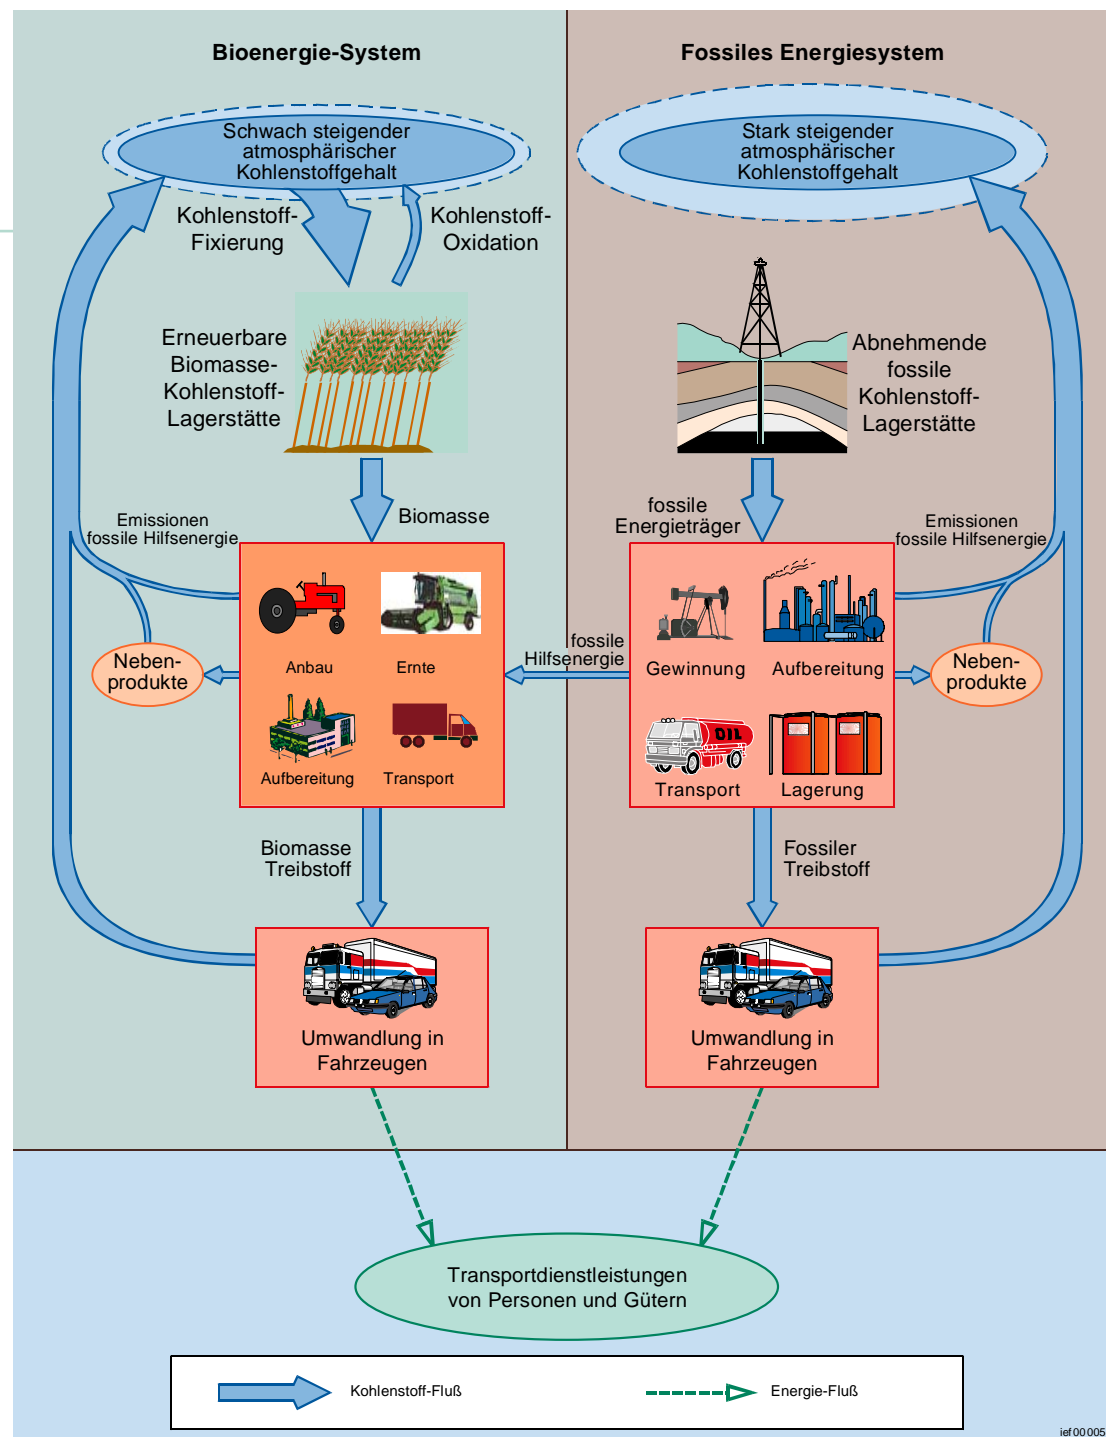 Bioenergie-System
Fossiles Energiesystem
Schwach steigender
atmosphärischer
Kohlenstoffgehalt
Stark steigender
atmosphärischer
Kohlenstoffgehalt
Kohlenstoff-
Fixierung
Kohlenstoff-
Oxidation
Erneuerbare
Biomasse-
Kohlenstoff-
Lagerstätte
Abnehmende
fossile
Kohlenstoff-
Lagerstätte
Biomasse
fossile
Energieträger
Emissionen
fossile Hilfsenergie
Emissionen
fossile Hilfsenergie
Anbau
Ernte
fossile
Hilfsenergie
Gewinnung
Aufbereitung
Neben-
produkte
Neben-
produkte
OIL
Aufbereitung
Transport
Transport
Lagerung
Biomasse
Treibstoff
Fossiler
Treibstoff
Umwandlung in
Fahrzeugen
Umwandlung in
Fahrzeugen
Transportdienstleistungen
von Personen und Gütern
Kohlenstoff-Fluß
Energie-Fluß
ief 00 005